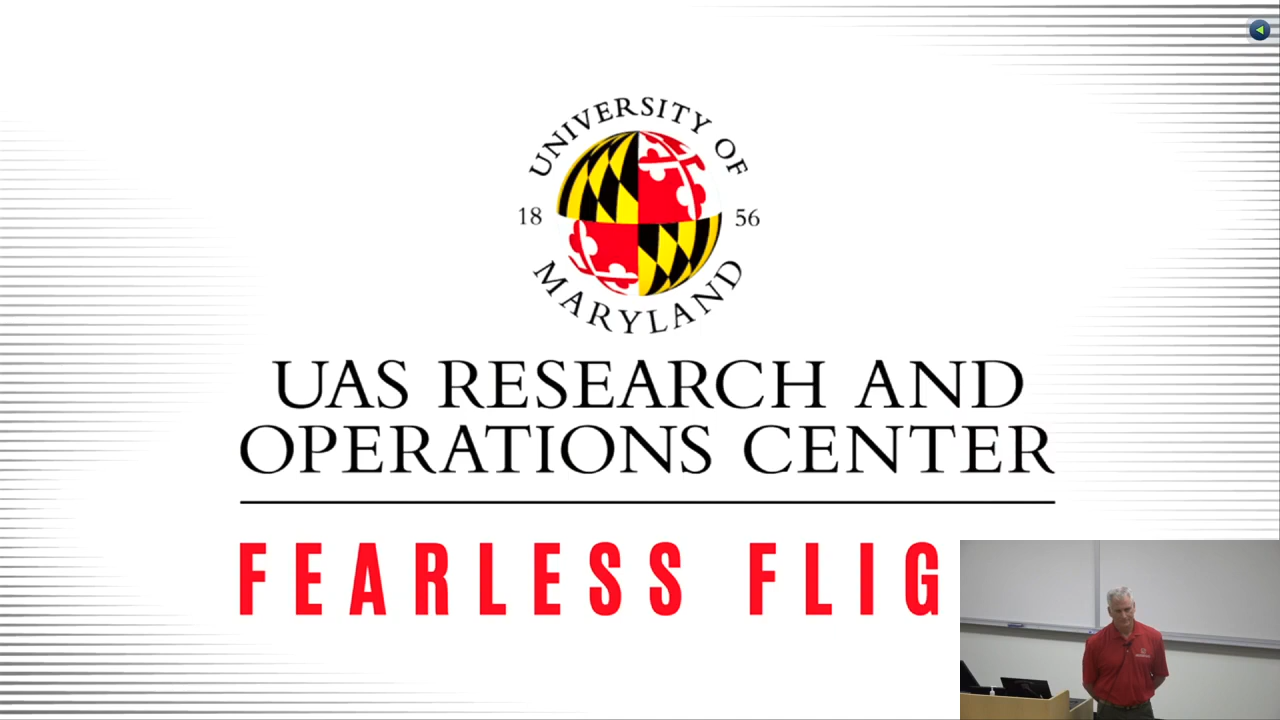 UNIVERSITY OF
18 56
MARYLAND
UAS RESEARCH AND
OPERATIONS CENTER
FEARLESS FLIG